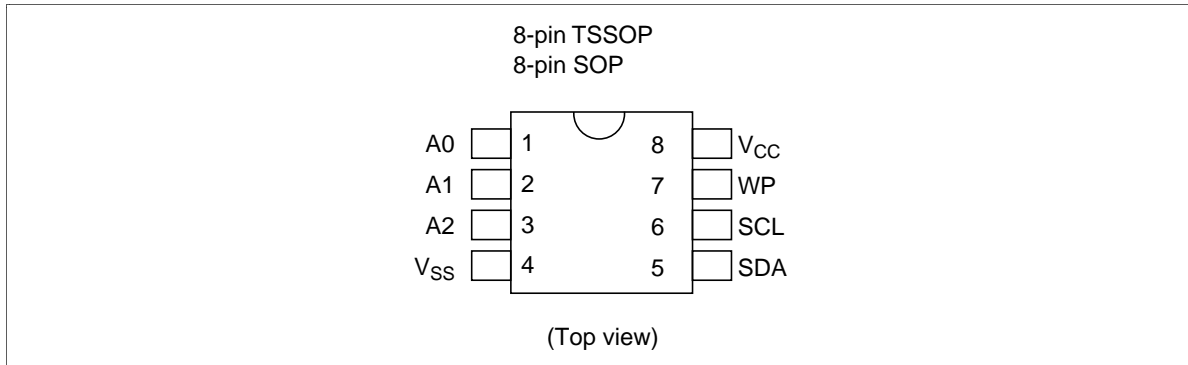 8-pin TSSOP
8-pin SOP
A0 1 8 VCC
A1 2 7 WP
A2 3 6 SCL
VSS 4 5 SDA
(Top view)